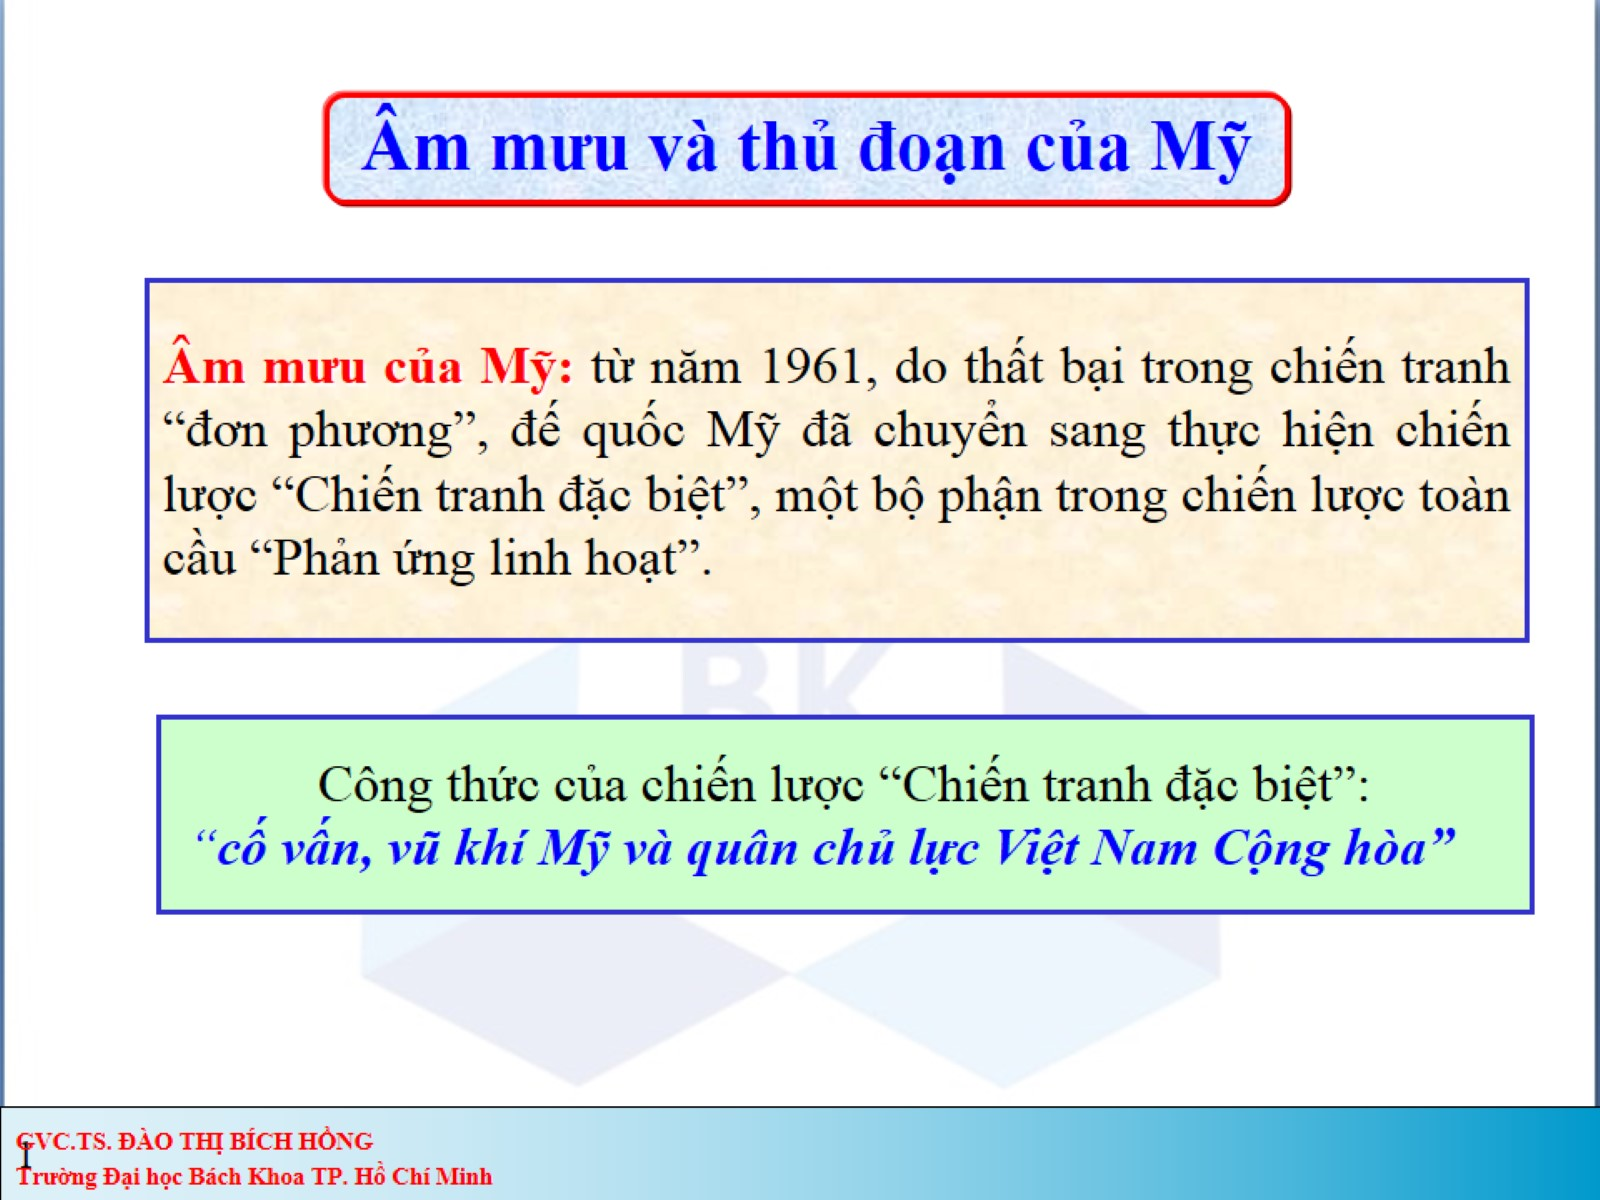 Âm mưu và thủ đoạn của Mỹ
Âm mưu của Mỹ: từ năm 1961, do thất bại trong chiến tranh
“đơn phương”, đế quốc Mỹ đã chuyển sang thực hiện chiến
lược “Chiến tranh đặc biệt”, một bộ phận trong chiến lược toàn
cầu “Phản ứng linh hoạt”.
BK
Công thức của chiến lược “Chiến tranh đặc biệt”:
“cố vấn, vũ khí Mỹ và quân chủ lực Việt Nam Cộng hòa”
GVC.TS. ĐÀO THỊ BÍCH HỒNG
1
Trường Đại học Bách Khoa TP. Hồ Chí Minh